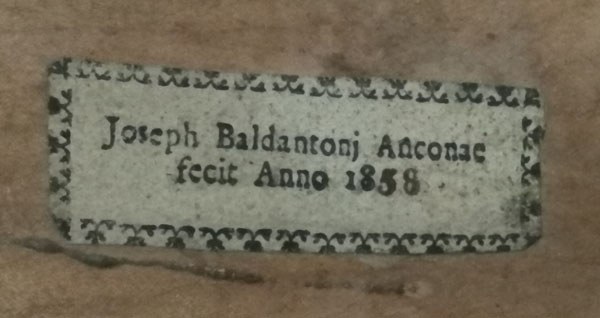 Joseph Baldantonj Anconae
fecit Anno 1858